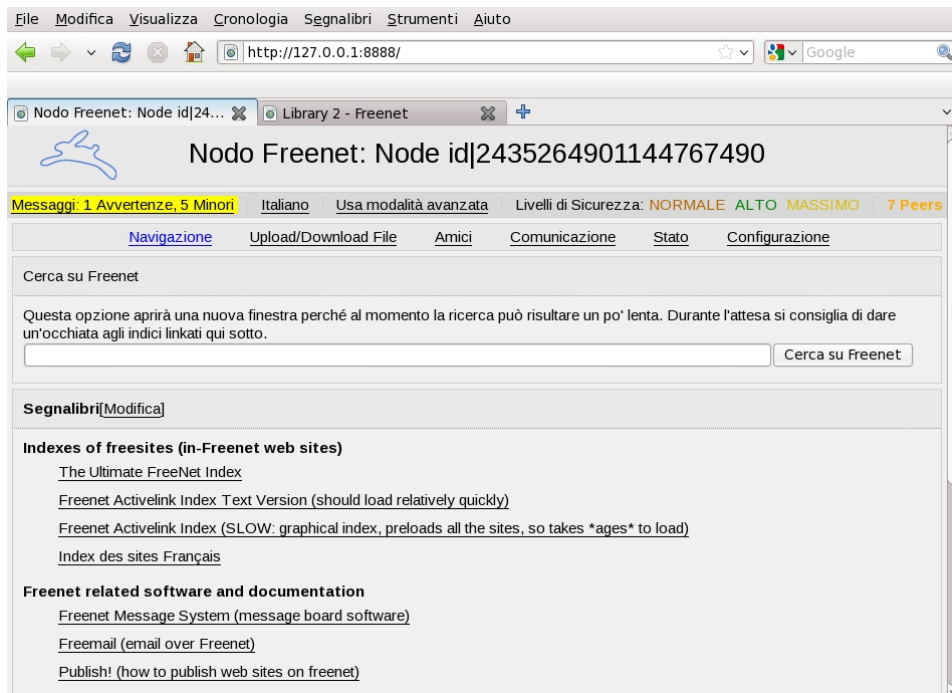 File Modifica Visualizza Cronologia Segnalibri Strumenti Aiuto
http://127.0.0.1:8888/ Google
Nodo Freenet: Node id|24... Library 2 - Freenet
Nodo Freenet: Node id|2435264901144767490
Messaggi: 1 Avvertenze, 5 Minori Italiano Usa modalità avanzata Livelli di Sicurezza: NORMALE ALTO MASSIMO 7 Peers
Navigazione Upload/Download File Amici Comunicazione Stato Configurazione
Cerca su Freenet
Questa opzione aprirà una nuova finestra perché al momento la ricerca può risultare un po' lenta. Durante l'attesa si consiglia di dare
un'occhiata agli indici linkati qui sotto.
Cerca su Freenet
Segnalibri[Modifica]
Indexes of freesites (in-Freenet web sites)
The Ultimate FreeNet Index
Freenet Activelink Index Text Version (should load relatively quickly)
Freenet Activelink Index (SLOW: graphical index, preloads all the sites, so takes *ages* to load)
Index des sites Français
Freenet related software and documentation
Freenet Message System (message board software)
Freemail (email over Freenet)
Publish! (how to publish web sites on freenet)